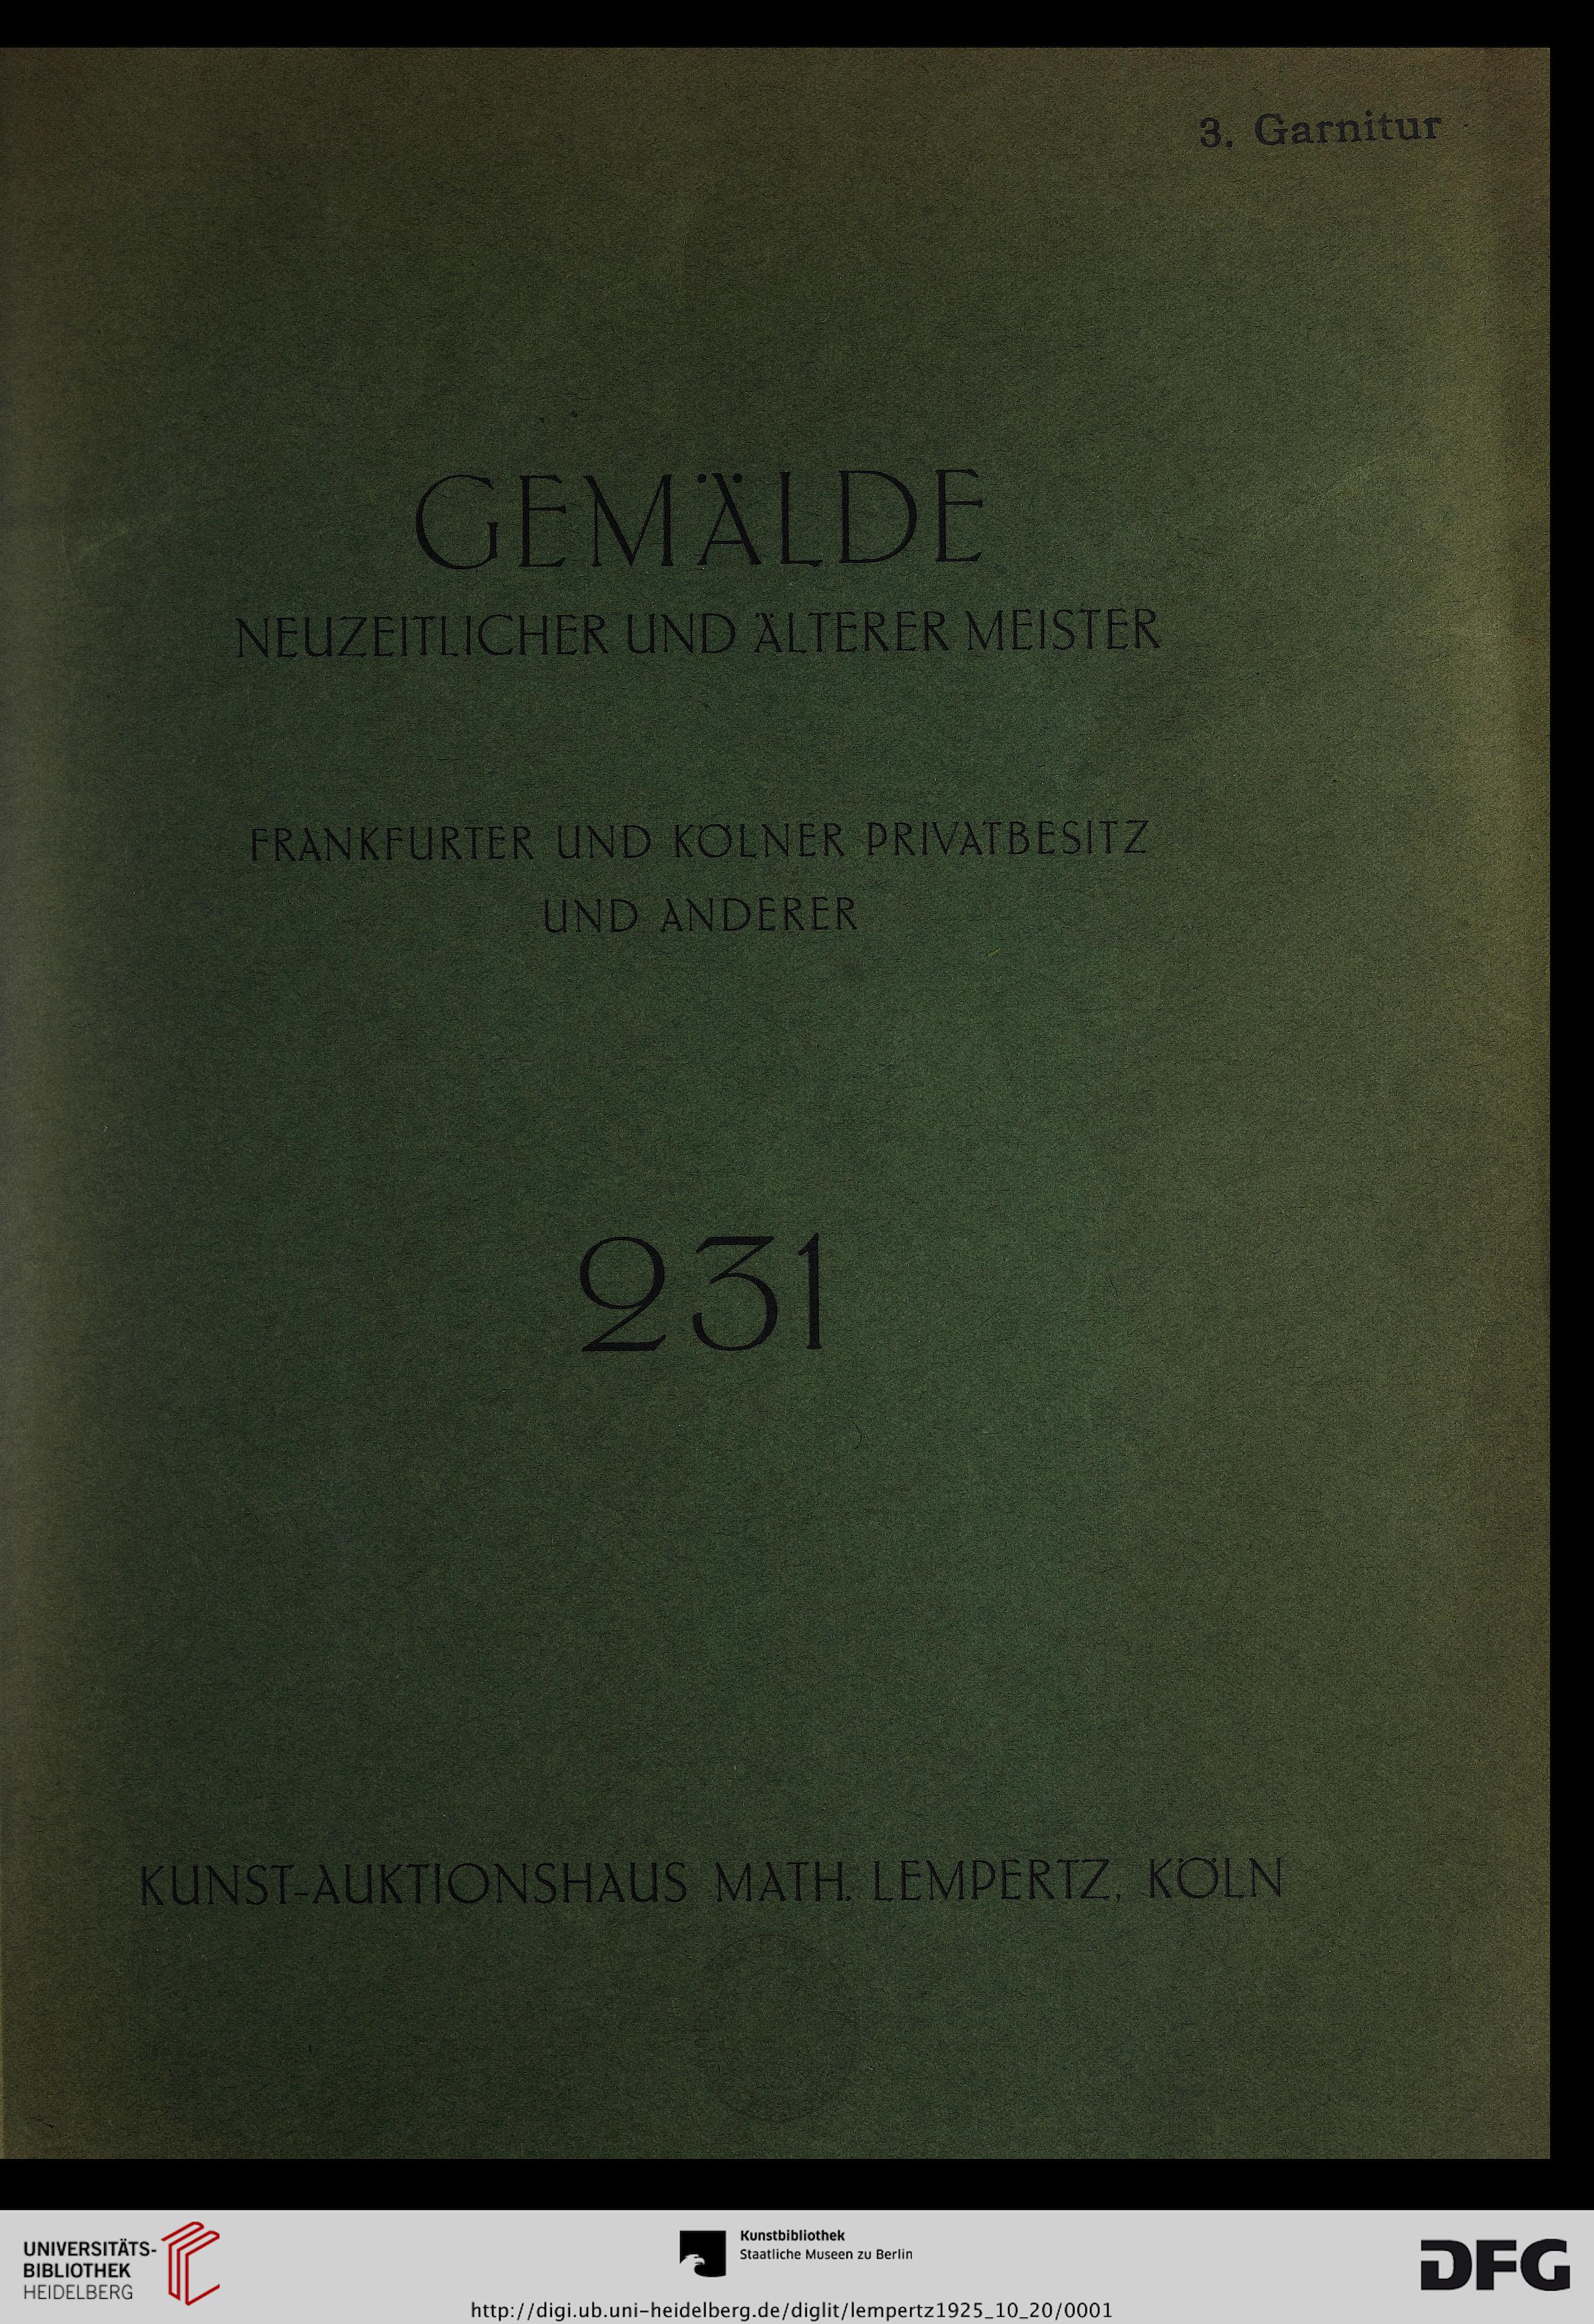 3. Garnitur
GEMÄLDE
NEUZEITLICHER UND ÄLTERER MEISTER
FRANKFURTER UND KÖLNER PRIVATBESITZ
UND ANDERER
231
KUNST-AUKTIONSHAUS MATH. LEMPERTZ, KÖLN
UNIVERSITÄTS-
BIBLIOTHEK
HEIDELBERG
Kunstbibliothek
Staatliche Museen zu Berlin
DFG
http://digi.ub.uni-heidelberg.de/diglit/lempertz1925_10_20/0001